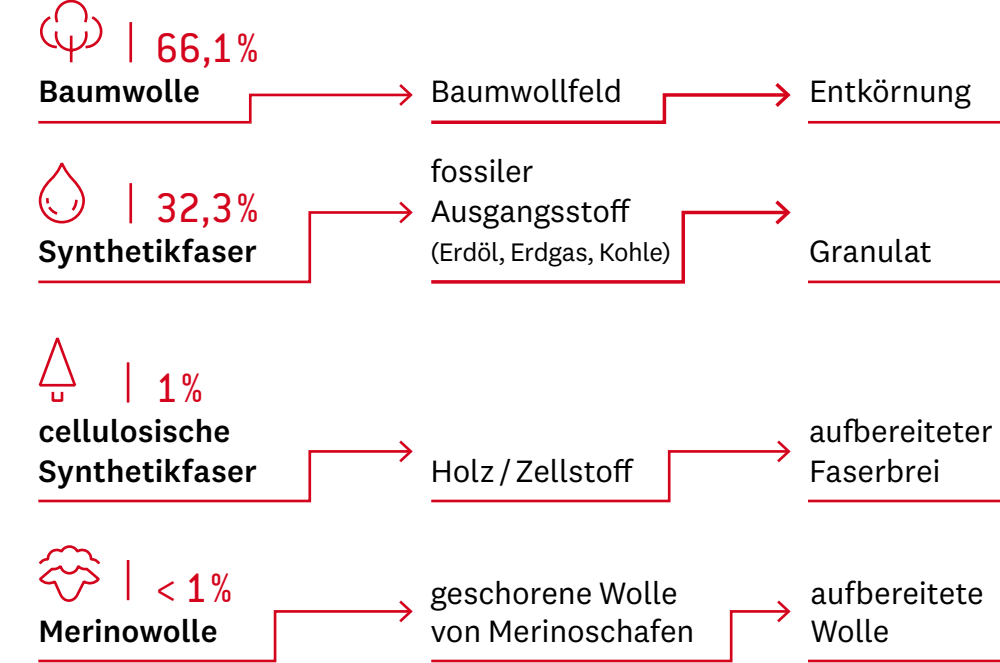 66,1 %
Baumwolle
Baumwollfeld
Entkörnung
32,3 %
Synthetikfaser
fossiler
Ausgangsstoff
(Erdöl, Erdgas, Kohle)
Granulat
1 %
cellulosische
Synthetikfaser
Holz / Zellstoff
aufbereiteter
Faserbrei
< 1 %
Merinowolle
geschorene Wolle
von Merinoschafen
aufbereitete
Wolle